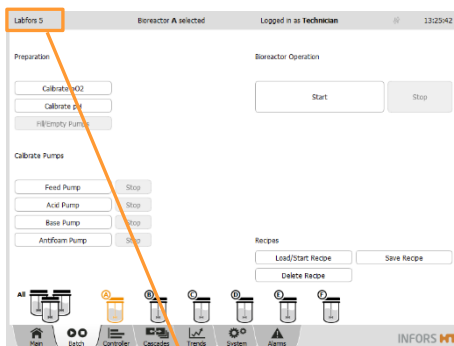 Labfors 5 Bioreactor A selected Logged in as Technician 13:25:42
Preparation Bioreactor Operation
Calibrate pO2
Start Stop
Calibrate pH
Fill/Empty Pumps
Calibrate Pumps
Feed Pump Stop
Acid Pump Stop
Base Pump Stop
Antifoam Pump Stop Recipes
Load/Start Recipe Save Recipe
Delete Recipe
All A B C D E F
Main Batch Controller Cascades Trends System Alarms
INFORS HT